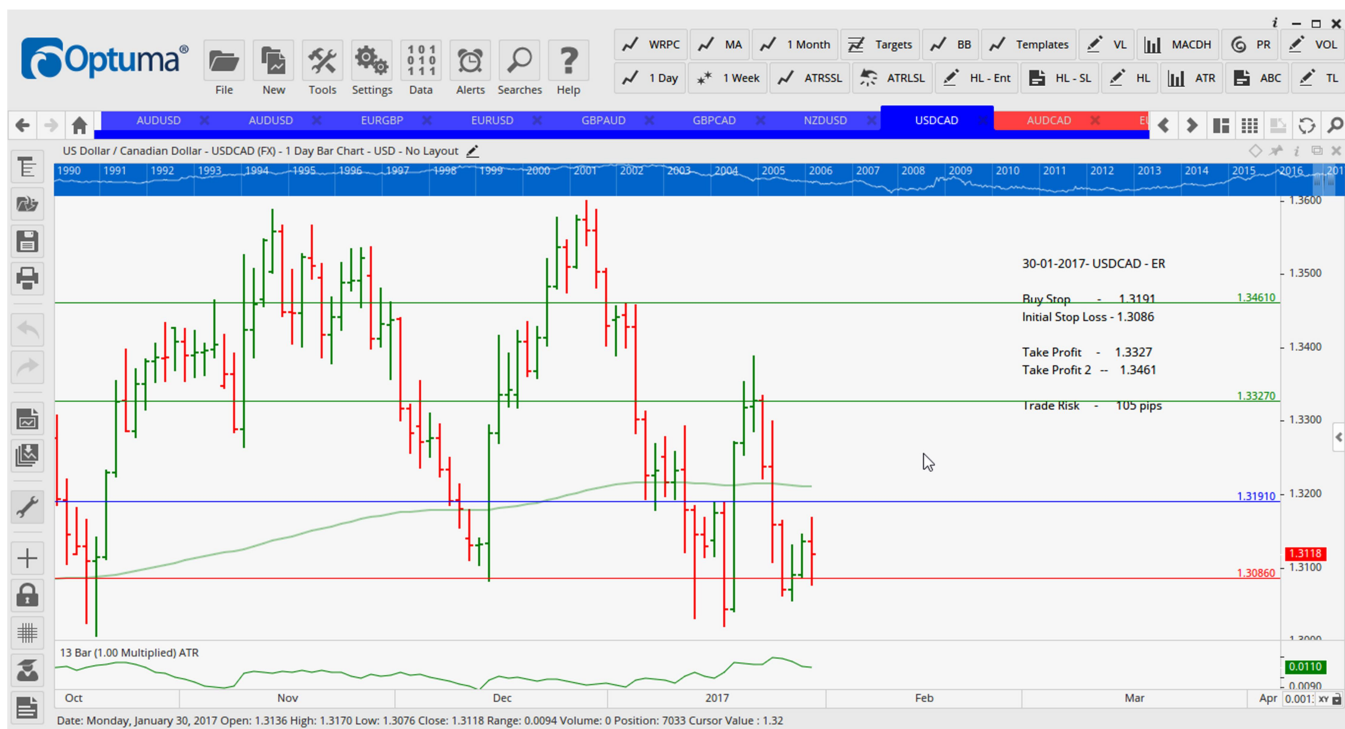 i
Optuma®
File New Tools Settings Data Alerts Searches Help
101 010 111
WRPC MA 1 Month Targets BB Templates VL MACDH PR VOL
1 Day 1 Week ATRSSL ATRLSL HL - Ent HL - SL HL ATR ABC TL
AUDUSD AUDUSD EURGBP EURUSD GBPAUD GBPCAD NZDUSD USDCAD AUDCAD
US Dollar / Canadian Dollar - USDCAD (FX) - 1 Day Bar Chart - USD - No Layout
1990 1991 1992 1993 1994 1995 1996 1997 1998 1999 2000 2001 2002 2003 2004 2005 2006 2007 2008 2009 2010 2011 2012 2013 2014 2015 2016 201
1.3600
30-01-2017- USDCAD - ER
1.3500
Buy Stop - 1.3191
1.34610
Initial Stop Loss - 1.3086
1.3400
Take Profit - 1.3327
Take Profit 2 -- 1.3461
1.33270
Trade Risk - 105 pips
1.3300
1.31910
1.3200
1.3118
1.3100
1.30860
1.3000
13 Bar (1.00 Multiplied) ATR
0.0110
0.0090
Oct Nov Dec 2017 Feb Mar Apr 0.001: XY
Date: Monday, January 30, 2017 Open: 1.3136 High: 1.3170 Low: 1.3076 Close: 1.3118 Range: 0.0094 Volume: 0 Position: 7033 Cursor Value : 1.32